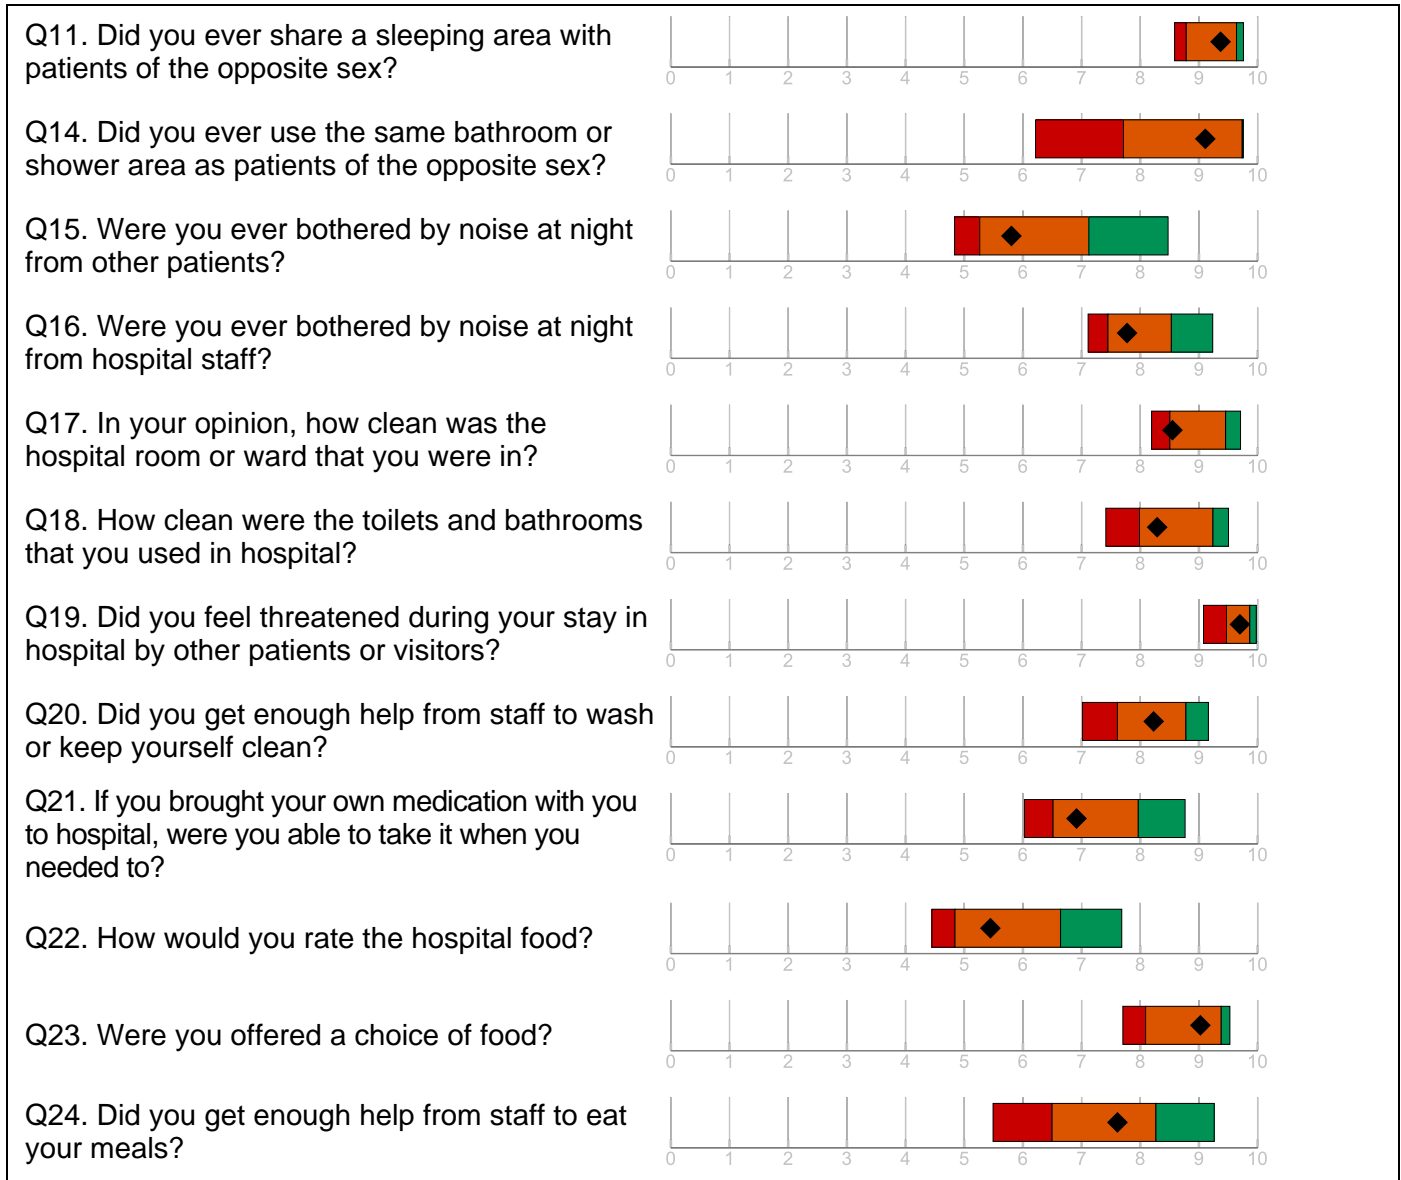 Q11. Did you ever share a sleeping area with
patients of the opposite sex?
0 1 2 3 4 5 6 7 8 9 10
Q14. Did you ever use the same bathroom or
shower area as patients of the opposite sex?
0 1 2 3 4 5 6 7 8 9 10
Q15. Were you ever bothered by noise at night
from other patients?
0 1 2 3 4 5 6 7 8 9 10
Q16. Were you ever bothered by noise at night
from hospital staff?
0 1 2 3 4 5 6 7 8 9 10
Q17. In your opinion, how clean was the
hospital room or ward that you were in?
0 1 2 3 4 5 6 7 8 9 10
Q18. How clean were the toilets and bathrooms
that you used in hospital?
0 1 2 3 4 5 6 7 8 9 10
Q19. Did you feel threatened during your stay in
hospital by other patients or visitors?
0 1 2 3 4 5 6 7 8 9 10
Q20. Did you get enough help from staff to wash
or keep yourself clean?
0 1 2 3 4 5 6 7 8 9 10
Q21. If you brought your own medication with you
to hospital, were you able to take it when you
needed to?
0 1 2 3 4 5 6 7 8 9 10
Q22. How would you rate the hospital food?
0 1 2 3 4 5 6 7 8 9 10
Q23. Were you offered a choice of food?
0 1 2 3 4 5 6 7 8 9 10
Q24. Did you get enough help from staff to eat
your meals?
0 1 2 3 4 5 6 7 8 9 10